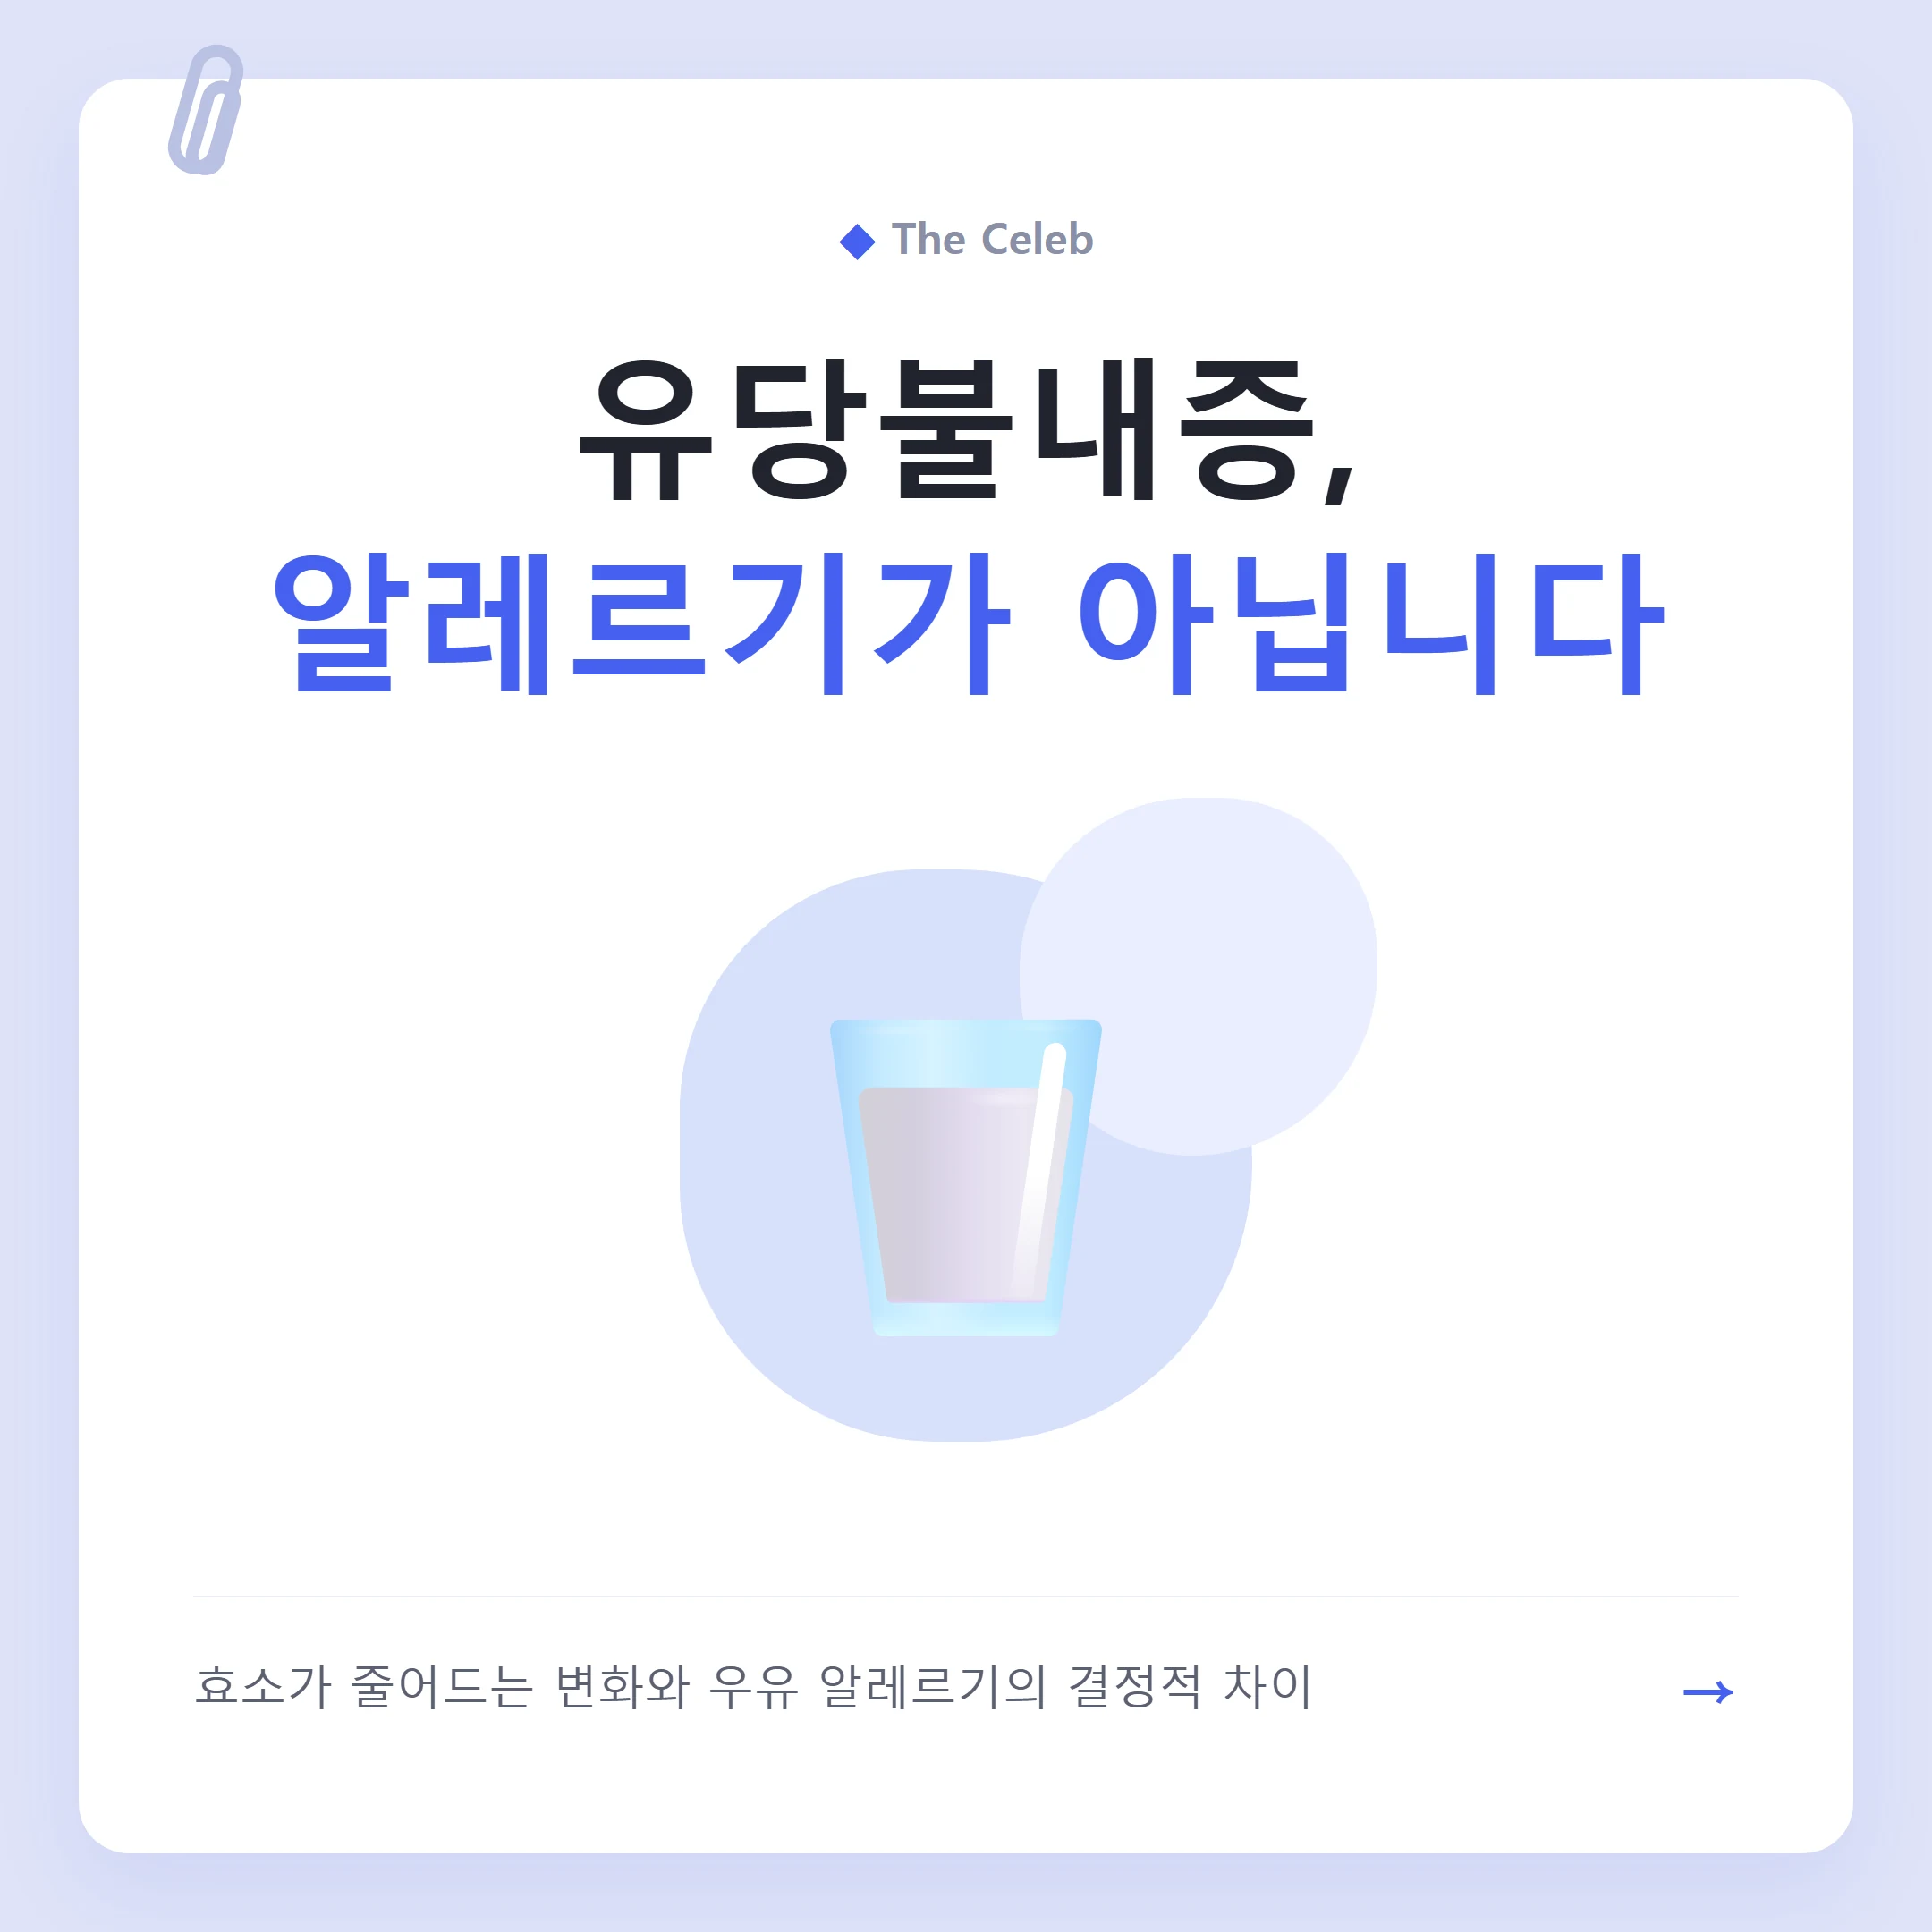 The Celeb
유당불내증,
알레르기가 아닙니다
효소가 줄어드는 변화와 우유 알레르기의 결정적 차이 →